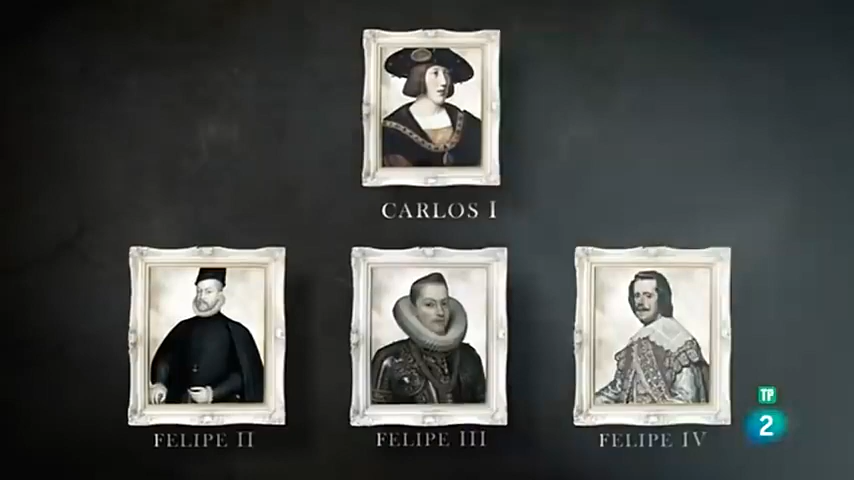 CARLOS I
FELIPE II
FELIPE III
FELIPE IV
TP
2